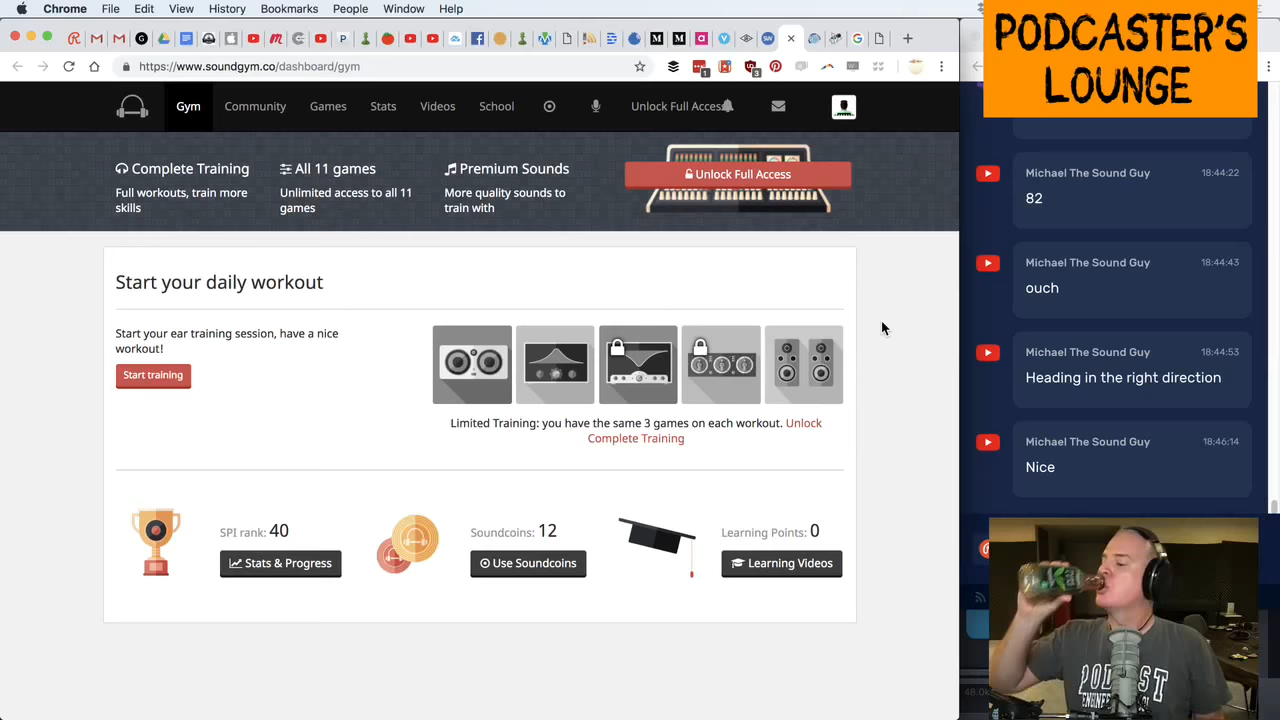 Chrome File Edit View History Bookmarks People Window Help
https://www.soundgym.co/dashboard/gym
Gym Community Games Stats Videos School Unlock Full Access
Complete Training
Full workouts, train more
skills
All 11 games
Unlimited access to all 11
games
Premium Sounds
More quality sounds to
train with
Unlock Full Access
Start your daily workout
Start your ear training session, have a nice
workout!
Start training
Limited Training: you have the same 3 games on each workout. Unlock
Complete Training
SPI rank: 40
Stats & Progress
Soundcoins: 12
Use Soundcoins
Learning Points: 0
Learning Videos
PODCASTER'S
LOUNGE
Michael The Sound Guy 18:44:22
82
Michael The Sound Guy 18:44:43
ouch
Michael The Sound Guy 18:44:53
Heading in the right direction
Michael The Sound Guy 18:46:14
Nice
48.0k
PODCAST